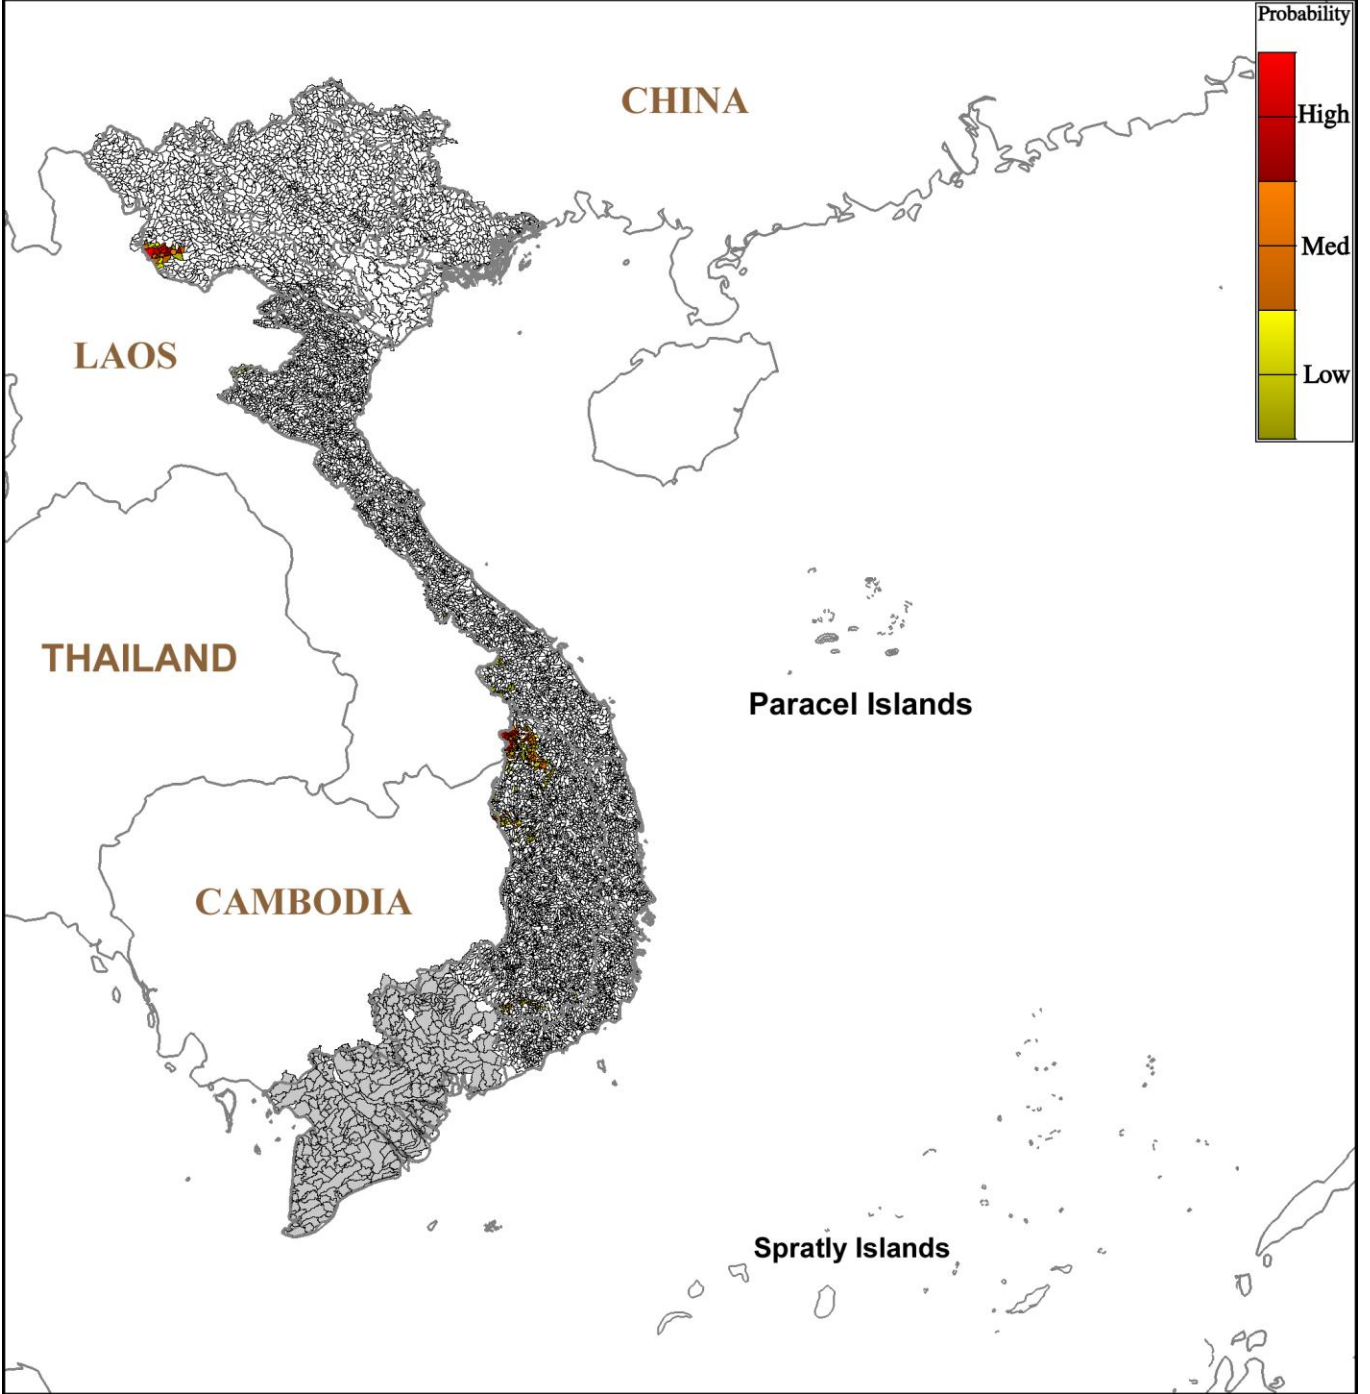 Probability
CHINA
High
Med
LAOS
Low
THAILAND
Paracel Islands
CAMBODIA
Spratly Islands